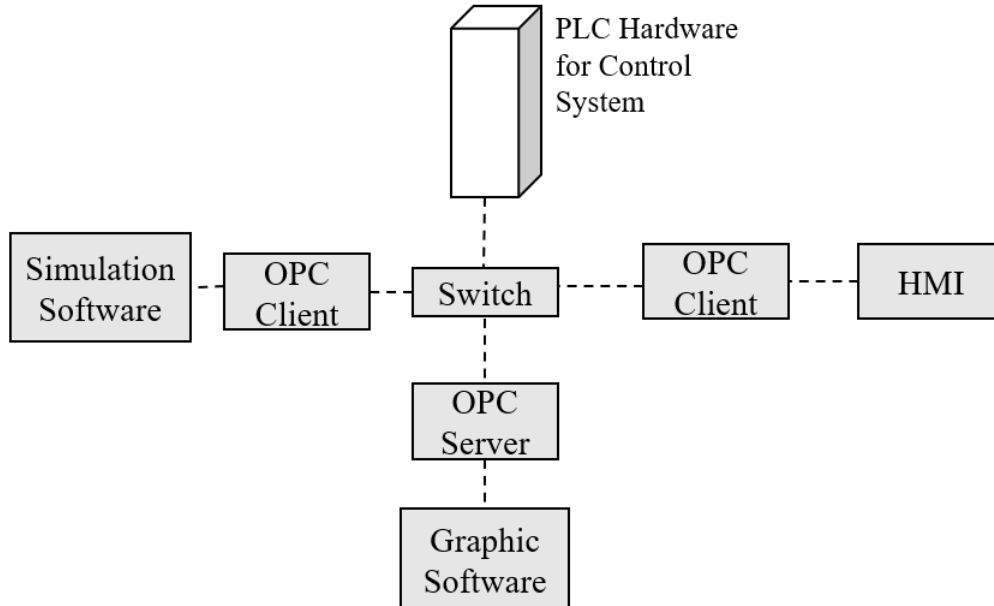 PLC Hardware
for Control
System
Simulation
Software
OPC
Client
Switch
OPC
Client
HMI
OPC
Server
Graphic
Software